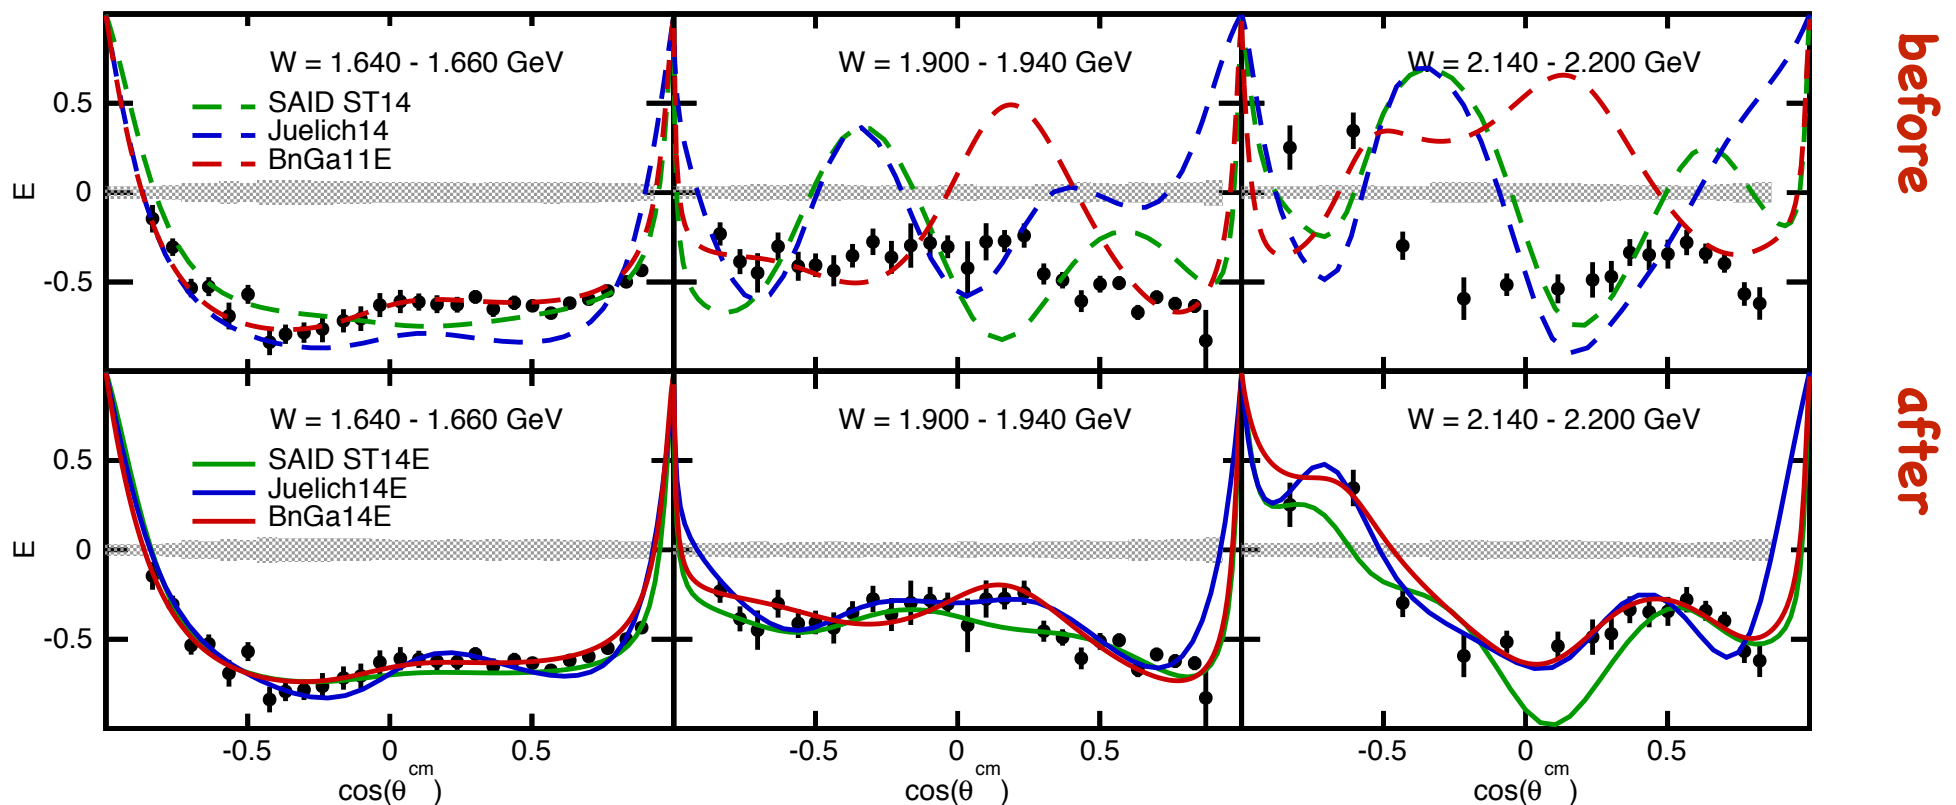 W = 1.640 - 1.660 GeV
W = 1.900 - 1.940 GeV
W = 2.140 - 2.200 GeV
before
E
0.5
0
-0.5
SAID ST14
Juelich14
BnGa11E
W = 1.640 - 1.660 GeV
W = 1.900 - 1.940 GeV
W = 2.140 - 2.200 GeV
after
E
0.5
0
-0.5
SAID ST14E
Juelich14E
BnGa14E
-0.5 0 0.5
-0.5 0 0.5
-0.5 0 0.5
cos(θ^cm)
cos(θ^cm)
cos(θ^cm)